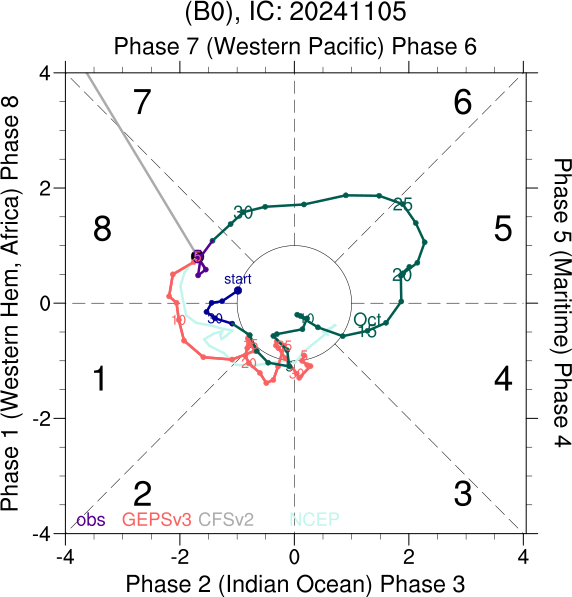 (B0), IC: 20241105
Phase 7 (Western Pacific) Phase 6
Phase 1 (Western Hem, Africa) Phase 8
Phase 5 (Maritime) Phase 4
4
2
0
-2
-4
7
6
8
5
1
4
2
3
30
25
20
15
Oct
start
30
5
10
20
30
obs GEPSv3 CFSv2 NCEP
-4 -2 0 2 4
Phase 2 (Indian Ocean) Phase 3